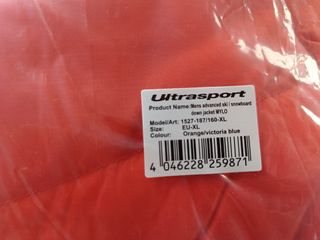 Ultrasport
Product Name:Mens advanced ski / snowboard
down jacket MYLO
Model/Art: 1527-187/160-XL
Size: EU-XL
Colour: Orange/victoria blue
4 046228 259871